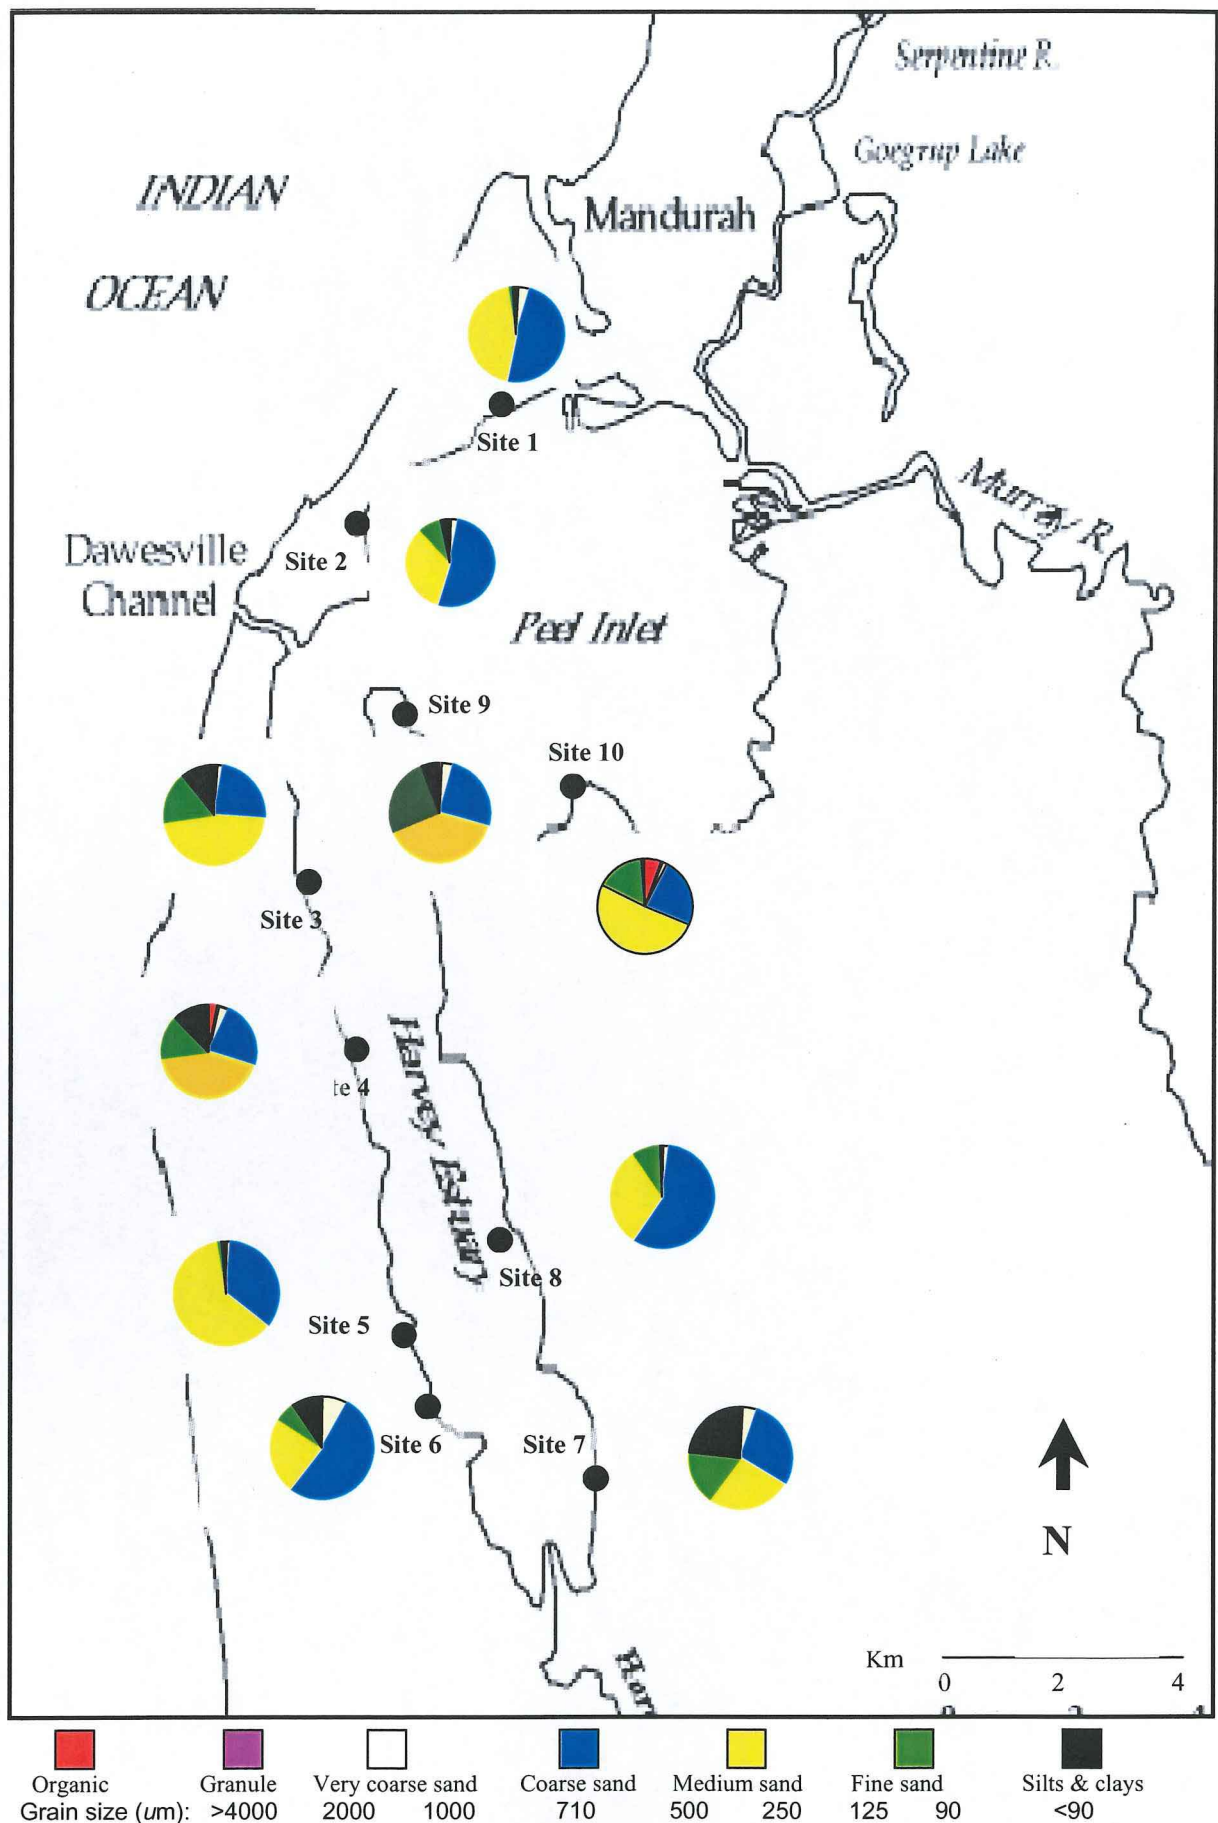 Serpentine R.
Goegrup Lake
INDIAN
OCEAN
Mandurah
Site 1
Murray R.
Site 2
Dawesville
Channel
Peel Inlet
Site 9
Site 10
Site 3
Harvey Estuary
te 4
Site 8
Site 5
Site 6
Site 7
N
Km
0 2 4
Har
Organic Granule Very coarse sand Coarse sand Medium sand Fine sand Silts & clays
Grain size (um): >4000 2000 1000 710 500 250 125 90 <90